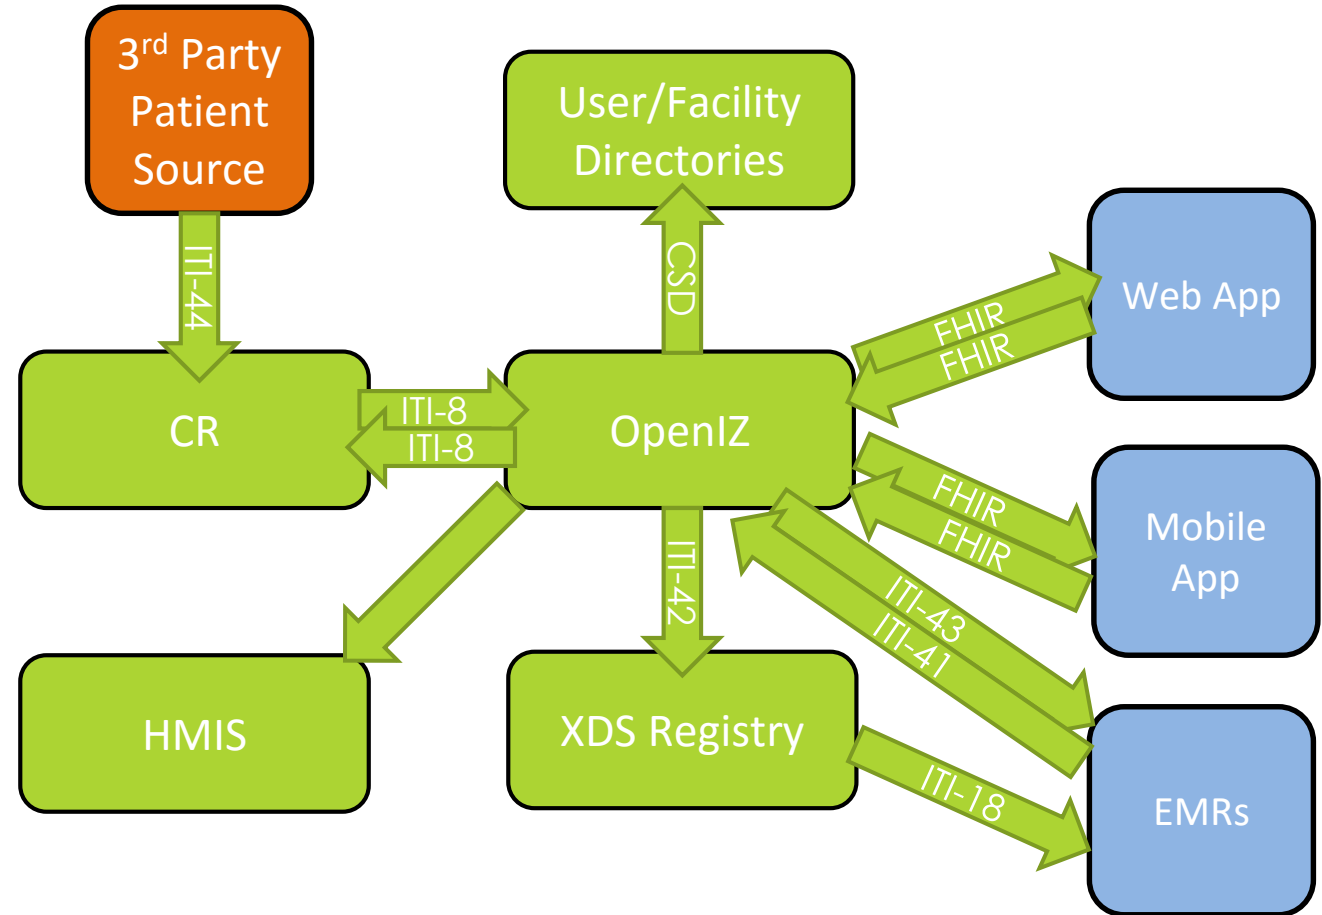 3rd Party
Patient
Source
User/Facility
Directories
ITI-44
CSD
Web App
FHIR
FHIR
CR
ITI-8
ITI-8
OpenIZ
FHIR
FHIR
Mobile
App
ITI-42
ITI-43
ITI-41
HMIS
XDS Registry
ITI-18
EMRs